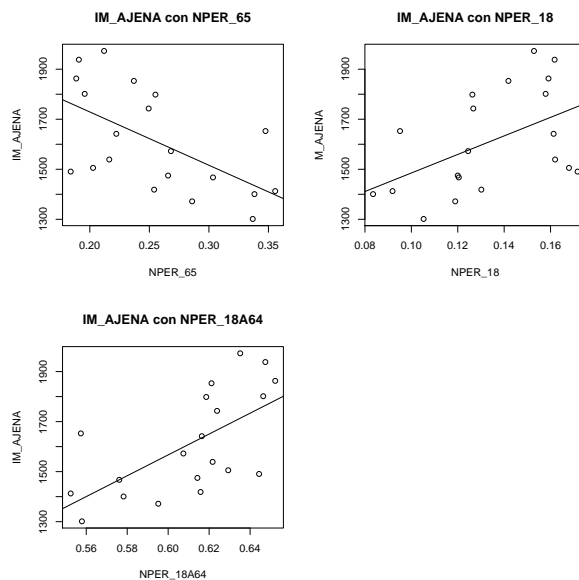 IM_AJENA con NPER_65
IM_AJENA
1300 1500 1700 1900
0.20 0.25 0.30 0.35
NPER_65
IM_AJENA con NPER_18
M_AJENA
1300 1500 1700 1900
0.08 0.10 0.12 0.14 0.16
NPER_18
IM_AJENA con NPER_18A64
IM_AJENA
1300 1500 1700 1900
0.56 0.58 0.60 0.62 0.64
NPER_18A64